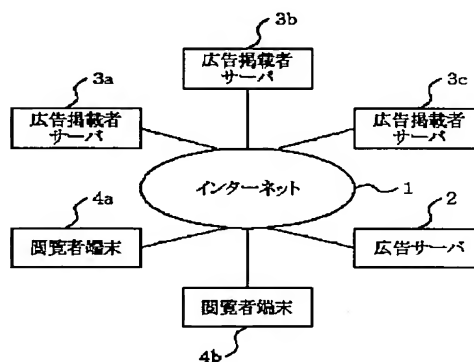 3b
広告掲載者
サーバ
3a
広告掲載者
サーバ
3c
広告掲載者
サーバ
インターネット
1
4a
閲覧者端末
2
広告サーバ
閲覧者端末
4b